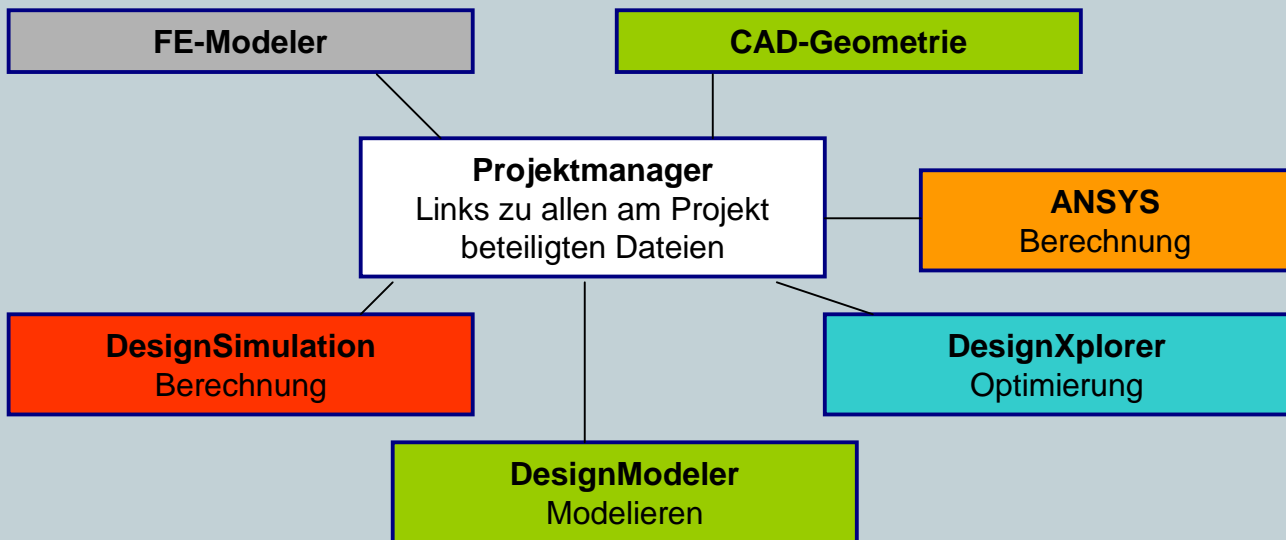 FE-Modeler
CAD-Geometrie
Projektmanager
Links zu allen am Projekt
beteiligten Dateien
ANSYS
Berechnung
DesignSimulation
Berechnung
DesignXplorer
Optimierung
DesignModeler
Modelieren